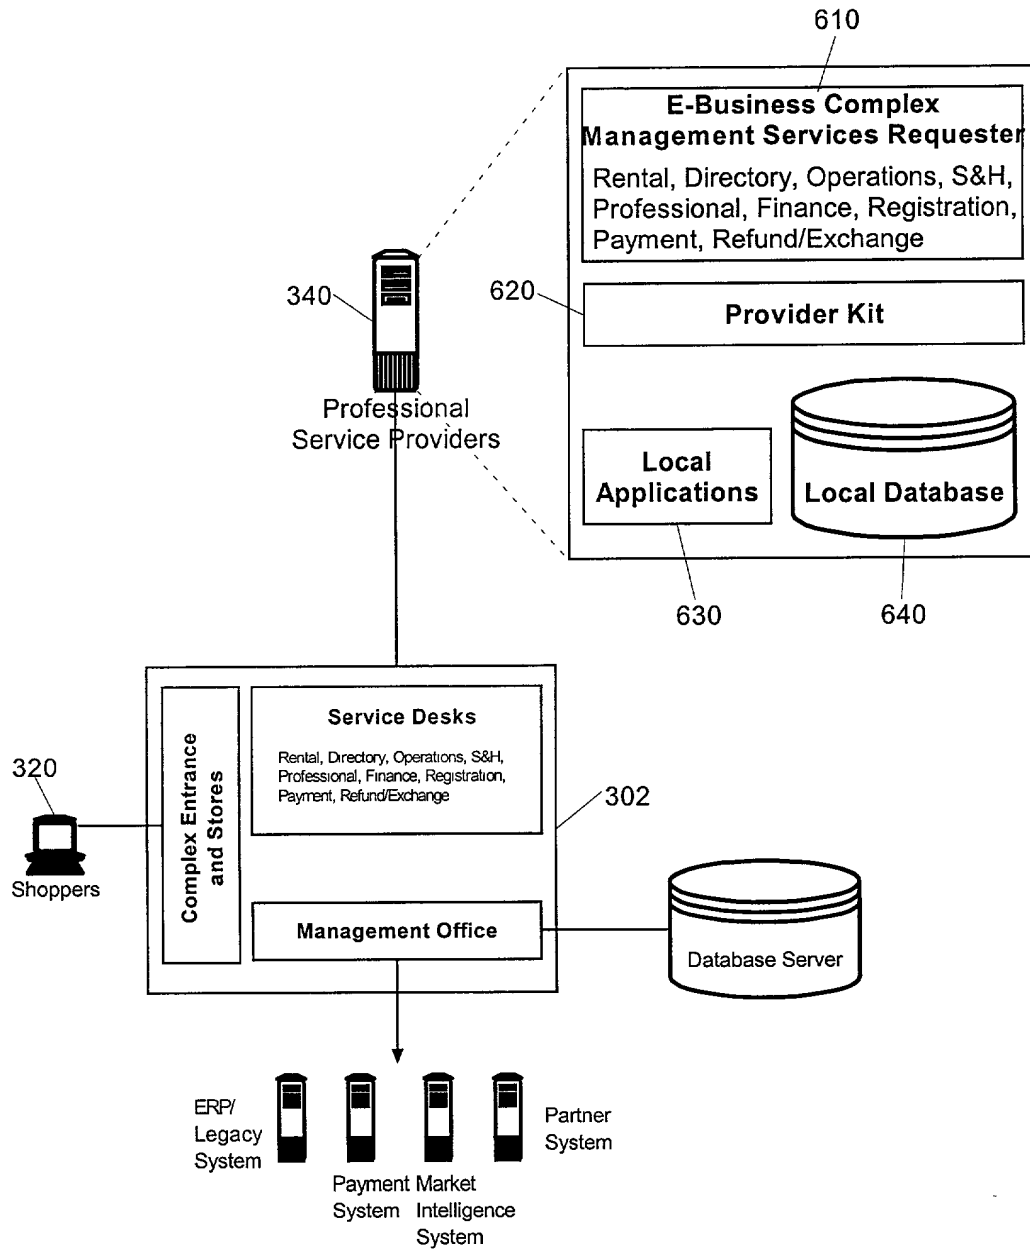 610
E-Business Complex
Management Services Requester
Rental, Directory, Operations, S&H,
Professional, Finance, Registration,
Payment, Refund/Exchange
340
620
Provider Kit
Professional
Service Providers
Local
Applications
Local Database
630
640
Service Desks
Rental, Directory, Operations, S&H,
Professional, Finance, Registration,
Payment, Refund/Exchange
320
302
Complex Entrance
and Stores
Shoppers
Management Office
Database Server
ERP/
Legacy
System
Payment
System
Market
Intelligence
System
Partner
System